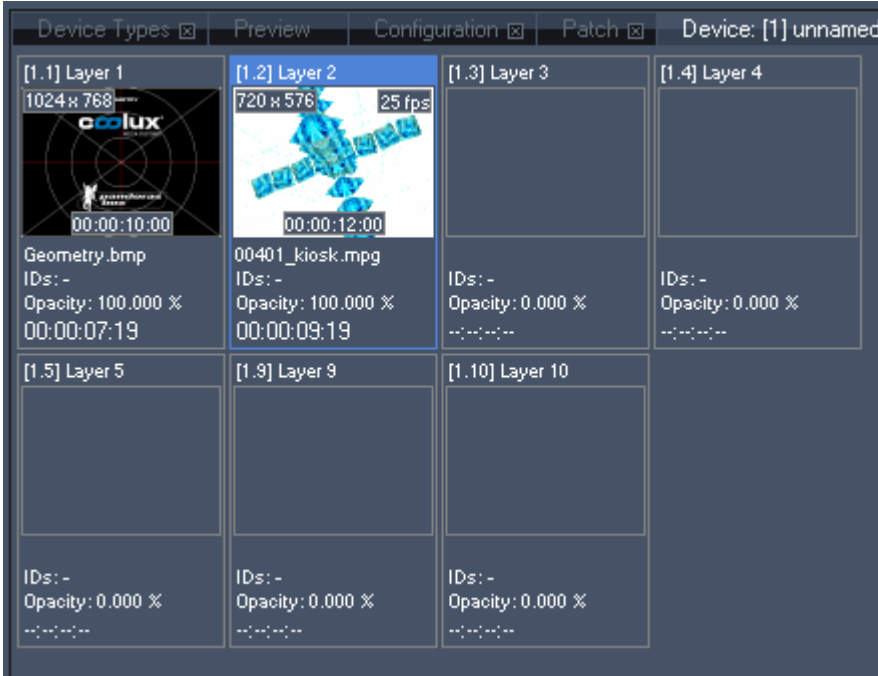 Device Types Preview Configuration Patch Device: [1] unnamed
[1.1] Layer 1
1024 x 768
coolux
00:00:10:00
Geometry.bmp
IDs: -
Opacity: 100.000 %
00:00:07:19
[1.2] Layer 2
720 x 576 25 fps
00:00:12:00
00401_kiosk.mpg
IDs: -
Opacity: 100.000 %
00:00:09:19
[1.3] Layer 3
IDs: -
Opacity: 0.000 %
--:--:--:--
[1.4] Layer 4
IDs: -
Opacity: 0.000 %
--:--:--:--
[1.5] Layer 5
IDs: -
Opacity: 0.000 %
--:--:--:--
[1.9] Layer 9
IDs: -
Opacity: 0.000 %
--:--:--:--
[1.10] Layer 10
IDs: -
Opacity: 0.000 %
--:--:--:--